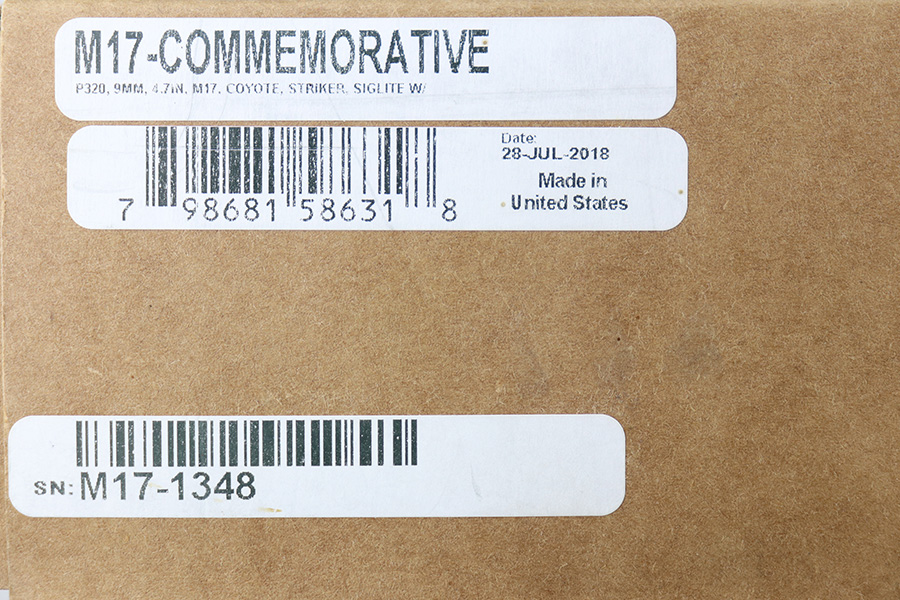 M17-COMMEMORATIVE
P320, 9MM, 4.7IN, M17, COYOTE, STRIKER, SIGLITE W/
Date:
28-JUL-2018
Made in
United States
7 98681 58631 8
SN: M17-1348